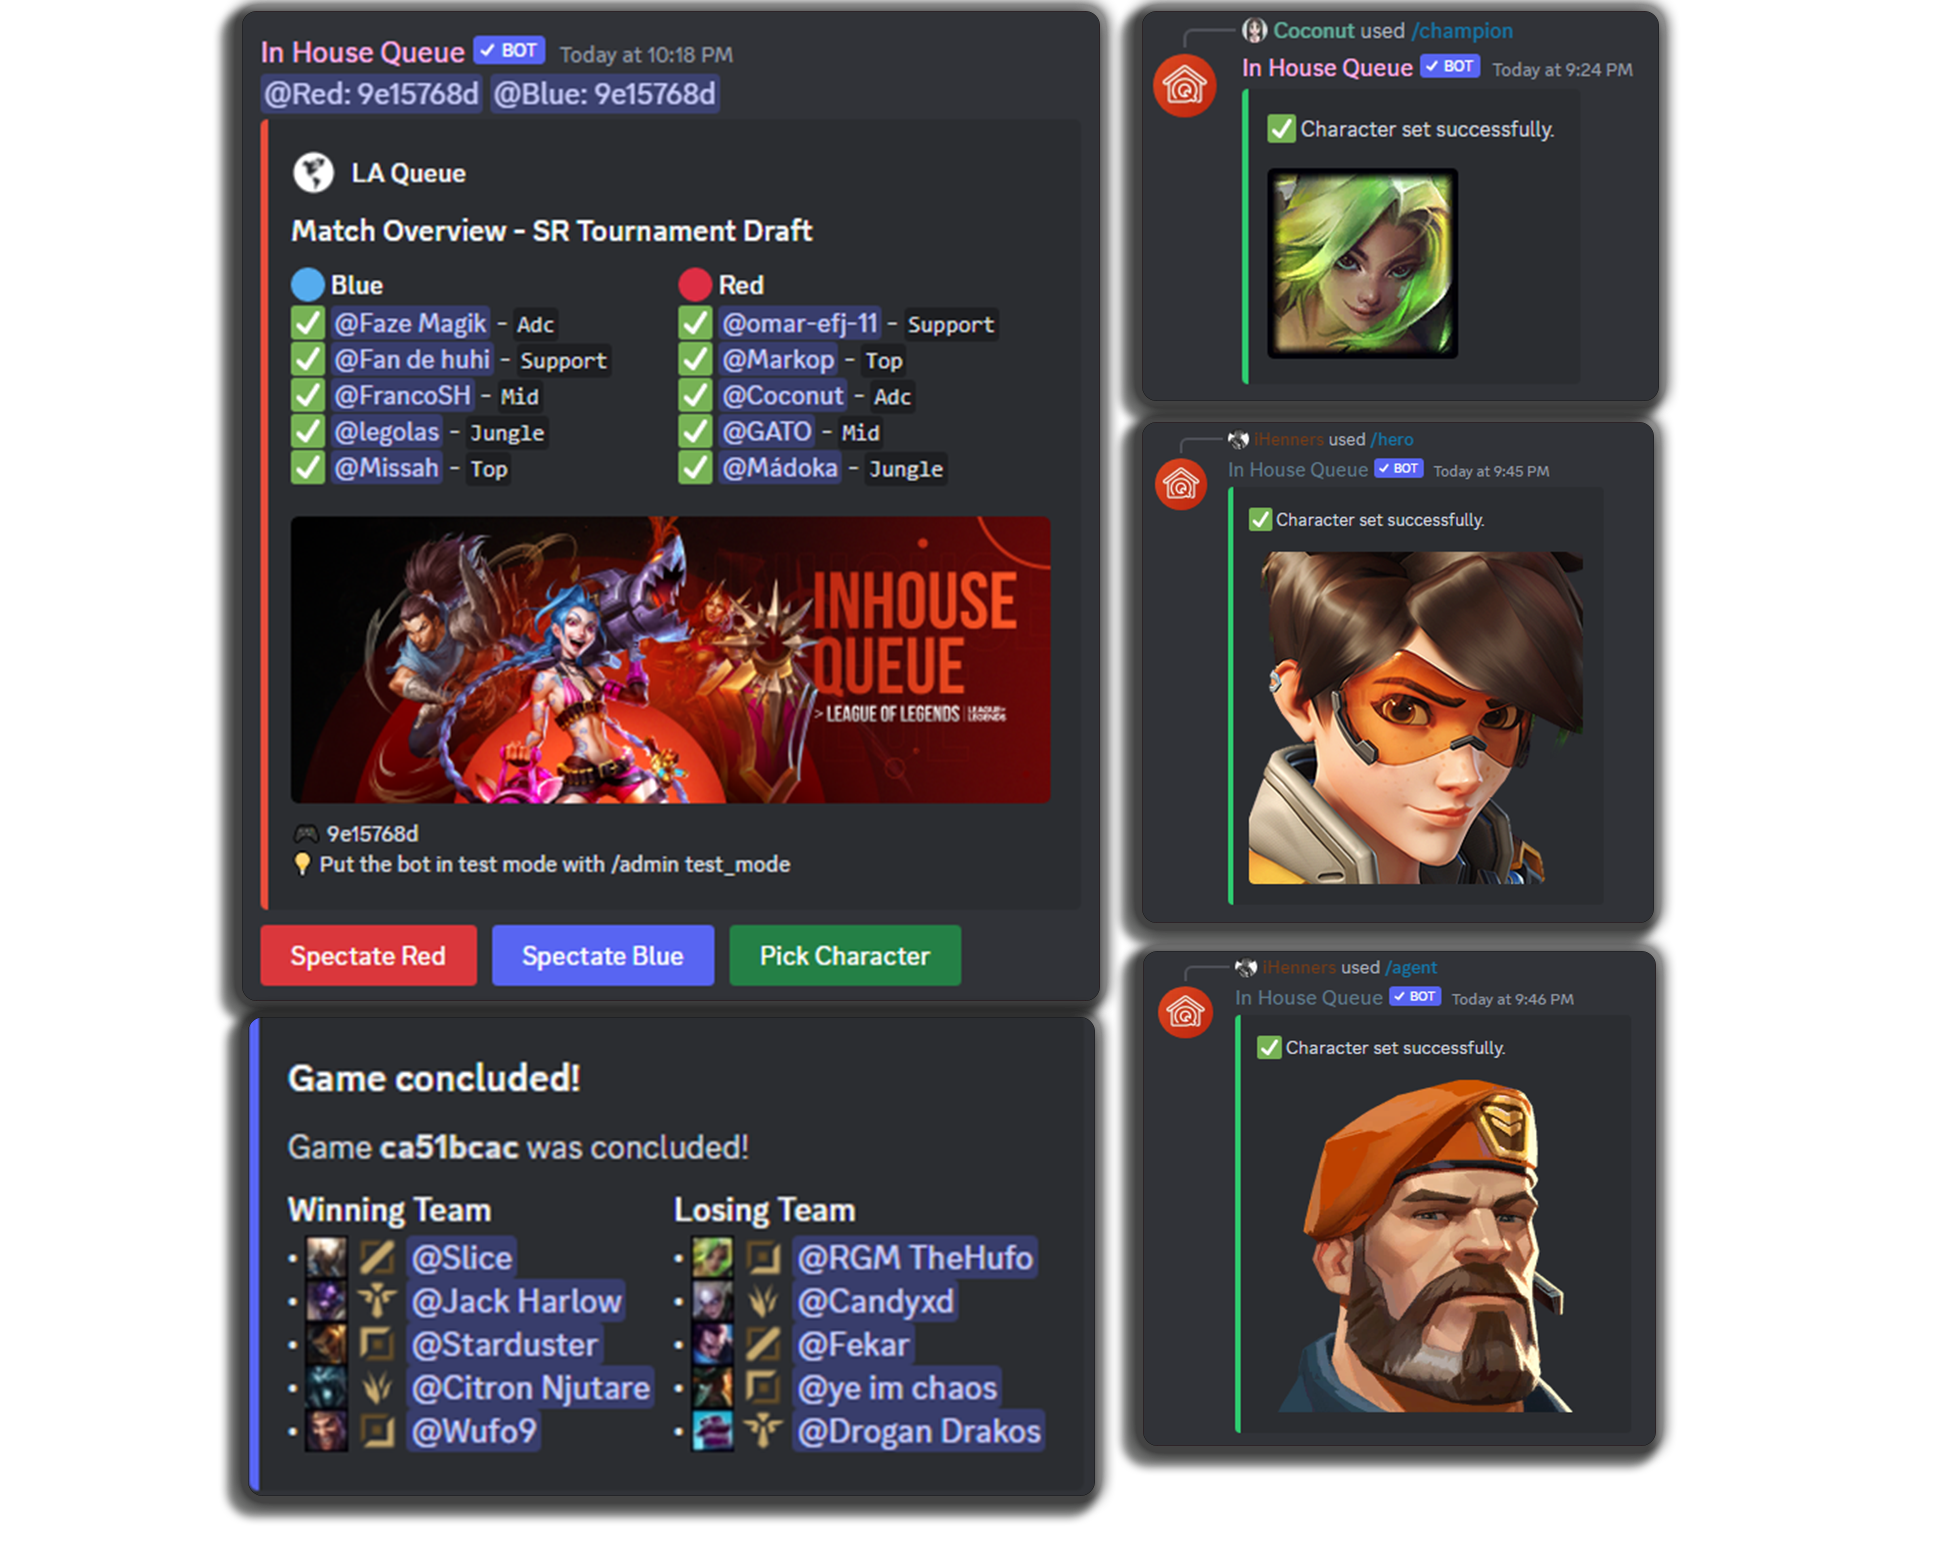 In House Queue ✓ BOT Today at 10:18 PM
@Red: 9e15768d @Blue: 9e15768d
LA Queue
Match Overview - SR Tournament Draft
Blue
@Faze Magik - Adc
@Fan de huhi - Support
@FrancoSH - Mid
@legolas - Jungle
@Missah - Top
Red
@omar-efj-11 - Support
@Markop - Top
@Coconut - Adc
@GATO - Mid
@Mádoka - Jungle
INHOUSE
QUEUE
> LEAGUE OF LEGENDS | LEAGUE OF LEGENDS
9e15768d
Put the bot in test mode with /admin test_mode
Spectate Red
Spectate Blue
Pick Character
Game concluded!
Game ca51bcac was concluded!
Winning Team
• @Slice
• @Jack Harlow
• @Starduster
• @Citron Njutare
• @Wufo9
Losing Team
• @RGM TheHufo
• @Candyxd
• @Fekar
• @ye im chaos
• @Drogan Drakos
Coconut used /champion
In House Queue ✓ BOT Today at 9:24 PM
Character set successfully.
iHenners used /hero
In House Queue ✓ BOT Today at 9:45 PM
Character set successfully.
iHenners used /agent
In House Queue ✓ BOT Today at 9:46 PM
Character set successfully.